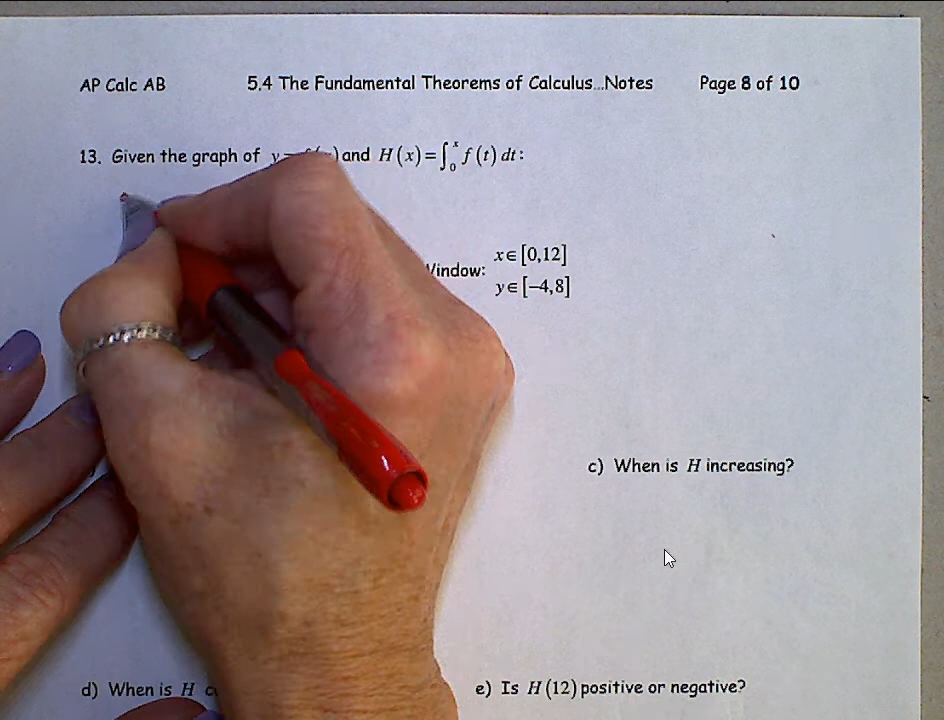 AP Calc AB 5.4 The Fundamental Theorems of Calculus...Notes Page 8 of 10
13. Given the graph of and H(x)=∫₀ˣ f(t) dt:
Window: x∈[0,12]
y∈[-4,8]
c) When is H increasing?
d) When is H
e) Is H(12) positive or negative?